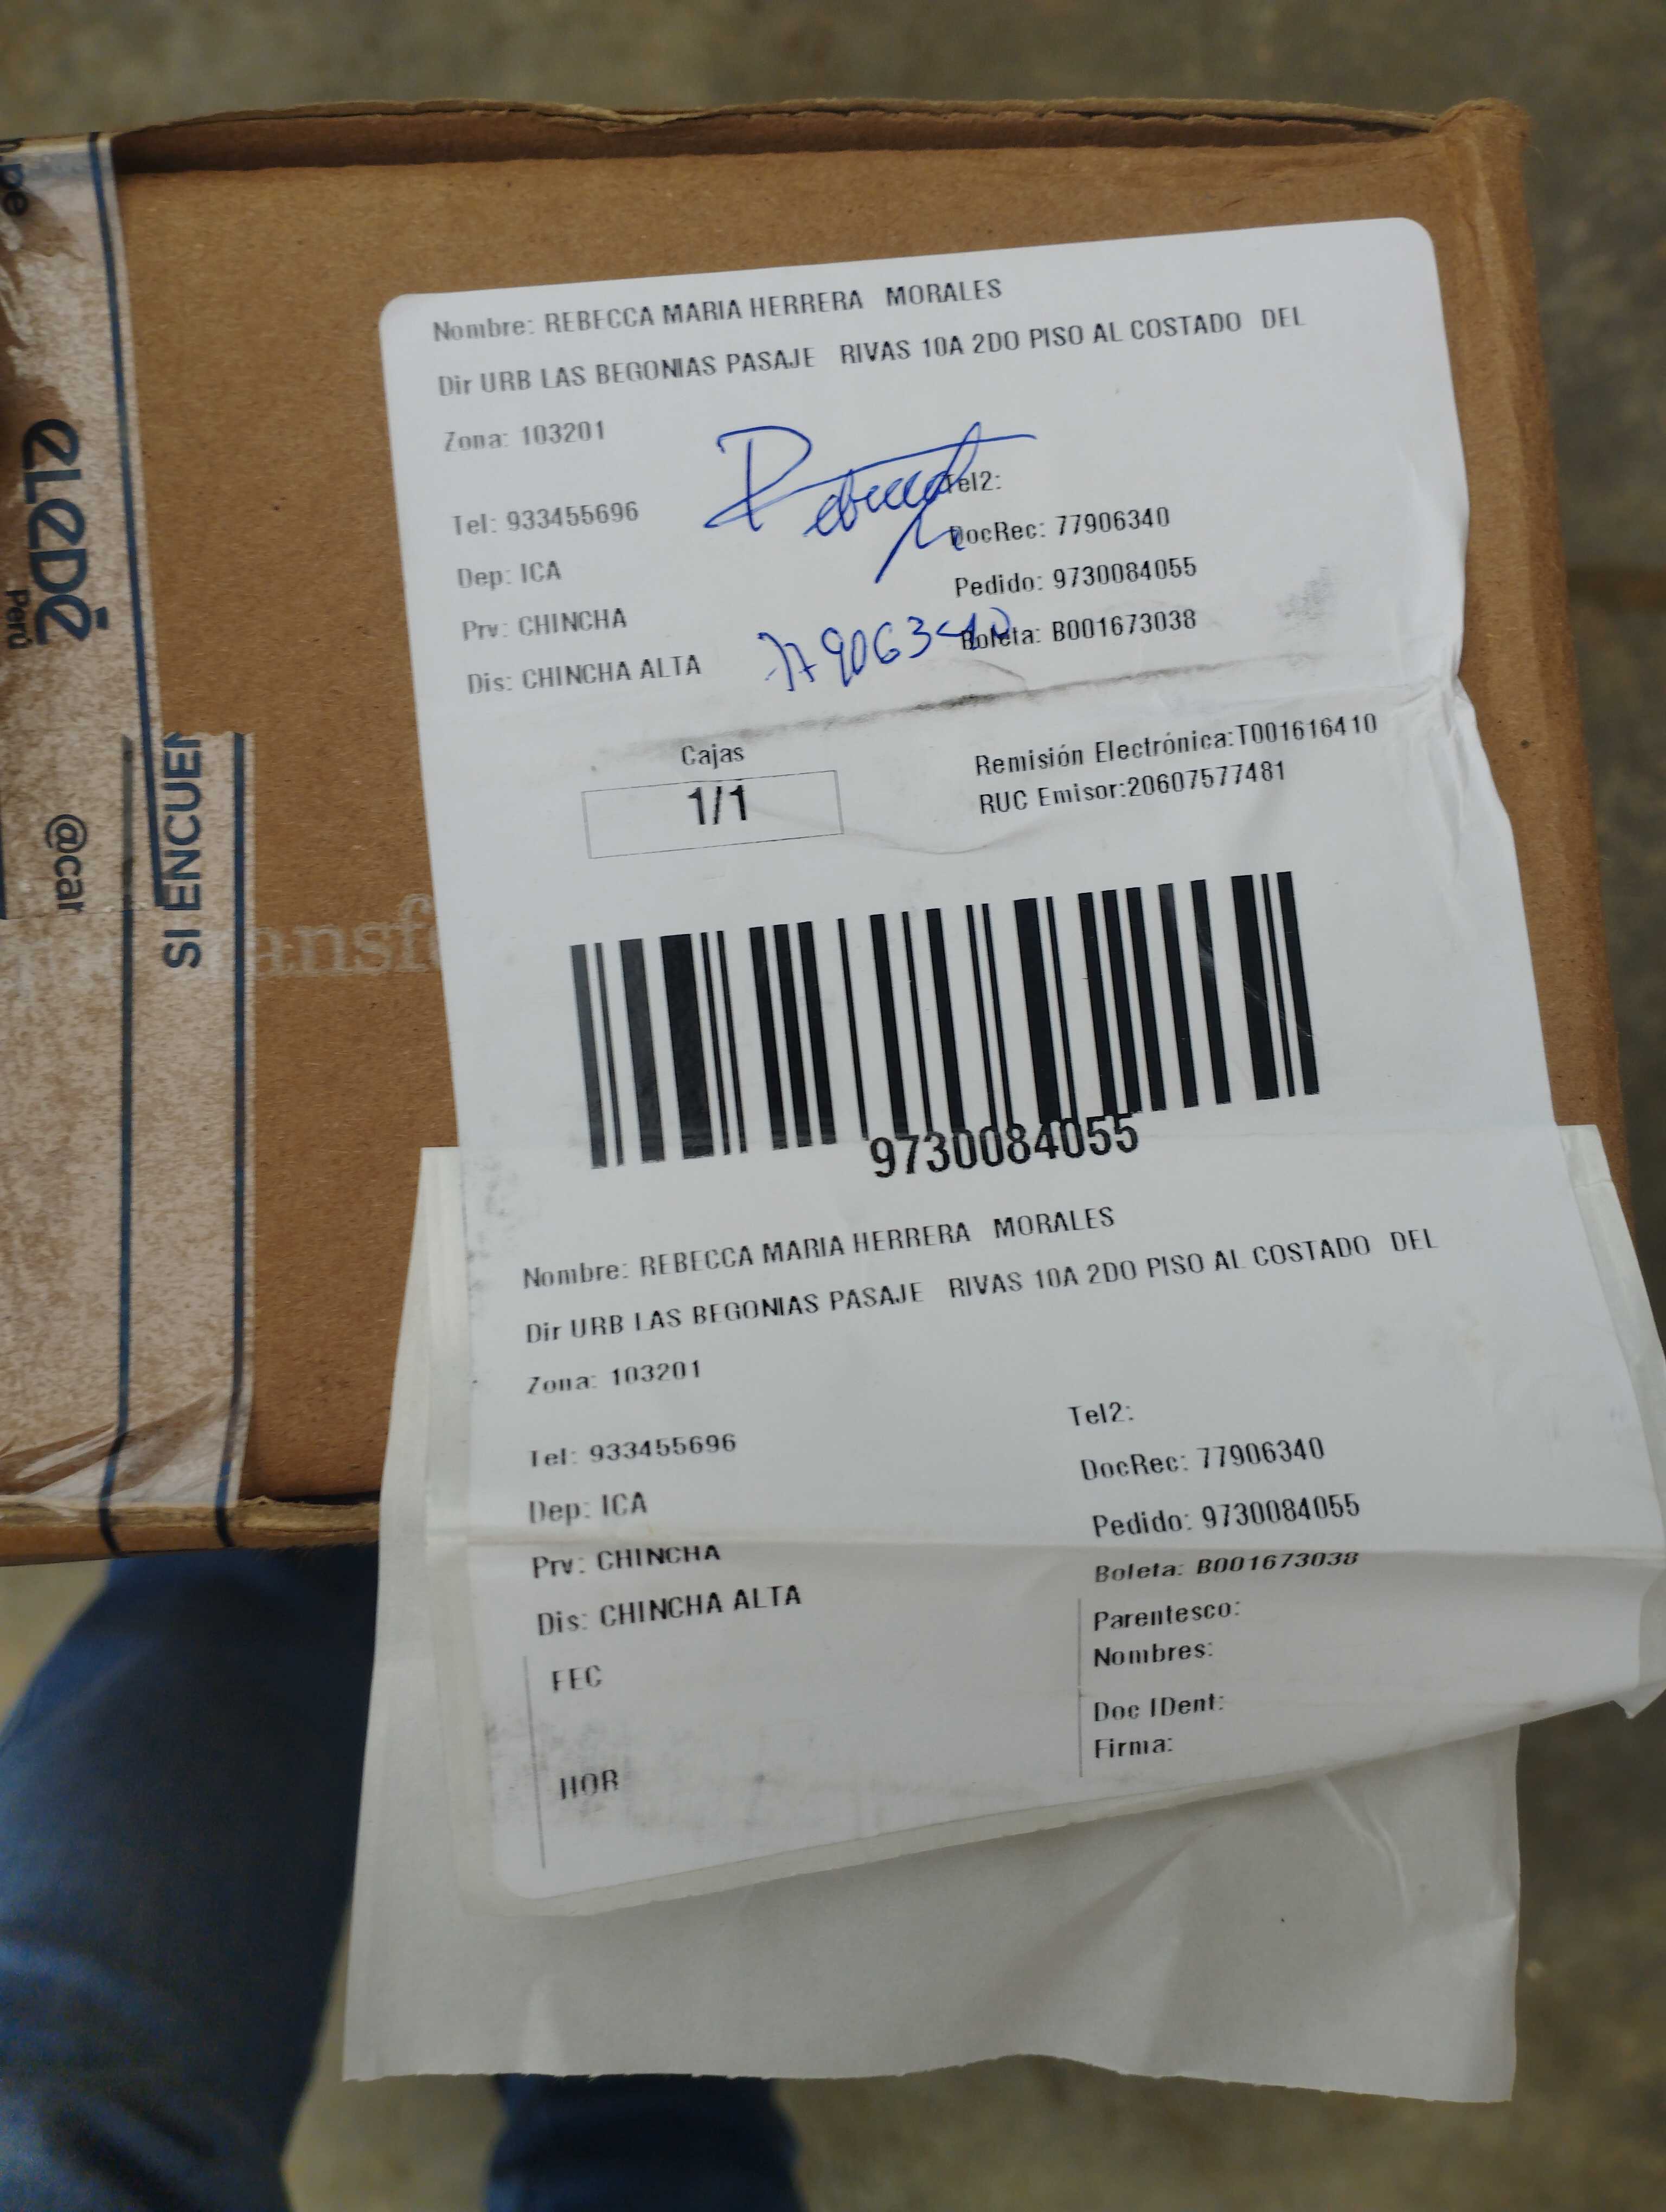 Nombre: REBECCA MARIA HERRERA MORALES
Dir URB LAS BEGONIAS PASAJE RIVAS 10A 2DO PISO AL COSTADO DEL
Zona: 103201
Tel: 933455696
Tel2:
DocRec: 77906340
Dep: ICA
Pedido: 9730084055
Prv: CHINCHA
Boleta: B001673038
Dis: CHINCHA ALTA
77906340
Cajas
1/1
Remisión Electrónica:T001616410
RUC Emisor:20607577481
9730084055
Nombre: REBECCA MARIA HERRERA MORALES
Dir URB LAS BEGONIAS PASAJE RIVAS 10A 2DO PISO AL COSTADO DEL
Zona: 103201
Tel: 933455696
Tel2:
DocRec: 77906340
Dep: ICA
Pedido: 9730084055
Prv: CHINCHA
Boleta: B001673038
Dis: CHINCHA ALTA
Parentesco:
Nombres:
FEC
Doc IDent:
Firma:
HOR
eLeDé
Perú
@car
SI ENCUEN
ansf